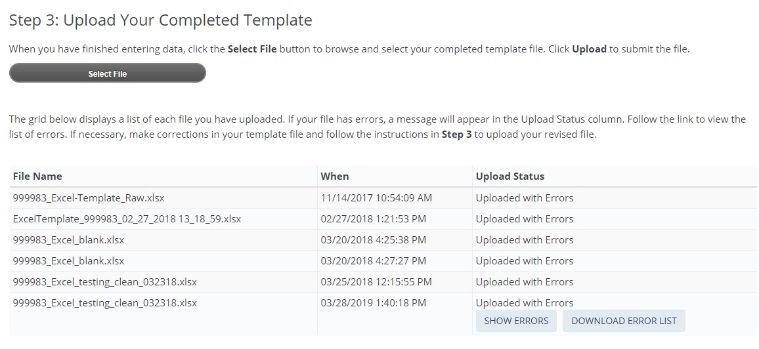 Step 3: Upload Your Completed Template
When you have finished entering data, click the Select File button to browse and select your completed template file. Click Upload to submit the file.
Select File
The grid below displays a list of each file you have uploaded. If your file has errors, a message will appear in the Upload Status column. Follow the link to view the
list of errors. If necessary, make corrections in your template file and follow the instructions in Step 3 to upload your revised file.
File Name When Upload Status
999983_Excel-Template_Raw.xlsx 11/14/2017 10:54:09 AM Uploaded with Errors
ExcelTemplate_999983_02_27_2018 13_18_59.xlsx 02/27/2018 1:21:53 PM Uploaded with Errors
999983_Excel_blank.xlsx 03/20/2018 4:25:38 PM Uploaded with Errors
999983_Excel_blank.xlsx 03/20/2018 4:27:27 PM Uploaded with Errors
999983_Excel_testing_clean_032318.xlsx 03/25/2018 12:15:55 PM Uploaded with Errors
999983_Excel_testing_clean_032318.xlsx 03/28/2019 1:40:18 PM Uploaded with Errors
SHOW ERRORS DOWNLOAD ERROR LIST